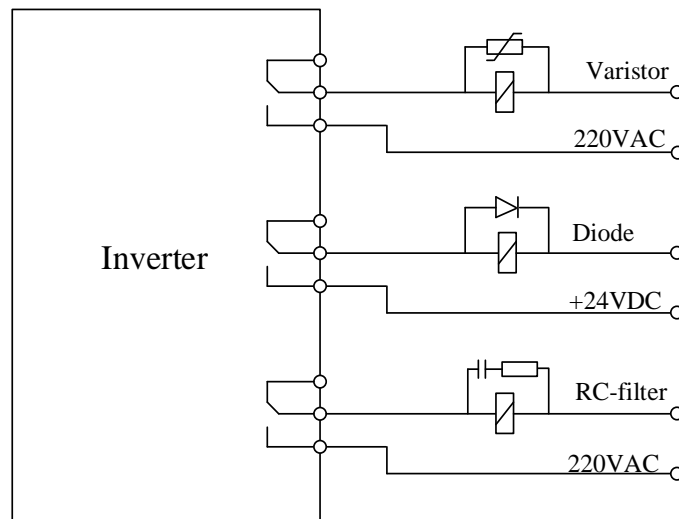 Varistor
220VAC
Inverter
Diode
+24VDC
RC-filter
220VAC